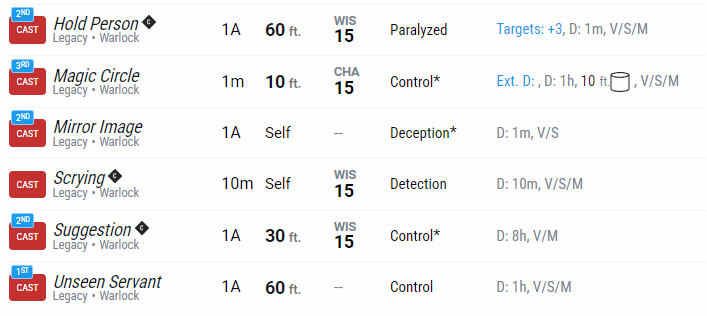 2ND
CAST Hold Person C 1A 60 ft. WIS 15 Paralyzed Targets: +3, D: 1m, V/S/M
Legacy • Warlock
3RD
CAST Magic Circle 1m 10 ft. CHA 15 Control* Ext. D: , D: 1h, 10 ft. , V/S/M
Legacy • Warlock
2ND
CAST Mirror Image 1A Self -- Deception* D: 1m, V/S
Legacy • Warlock
CAST Scrying C 10m Self WIS 15 Detection D: 10m, V/S/M
Legacy • Warlock
2ND
CAST Suggestion C 1A 30 ft. WIS 15 Control* D: 8h, V/M
Legacy • Warlock
1ST
CAST Unseen Servant 1A 60 ft. -- Control D: 1h, V/S/M
Legacy • Warlock